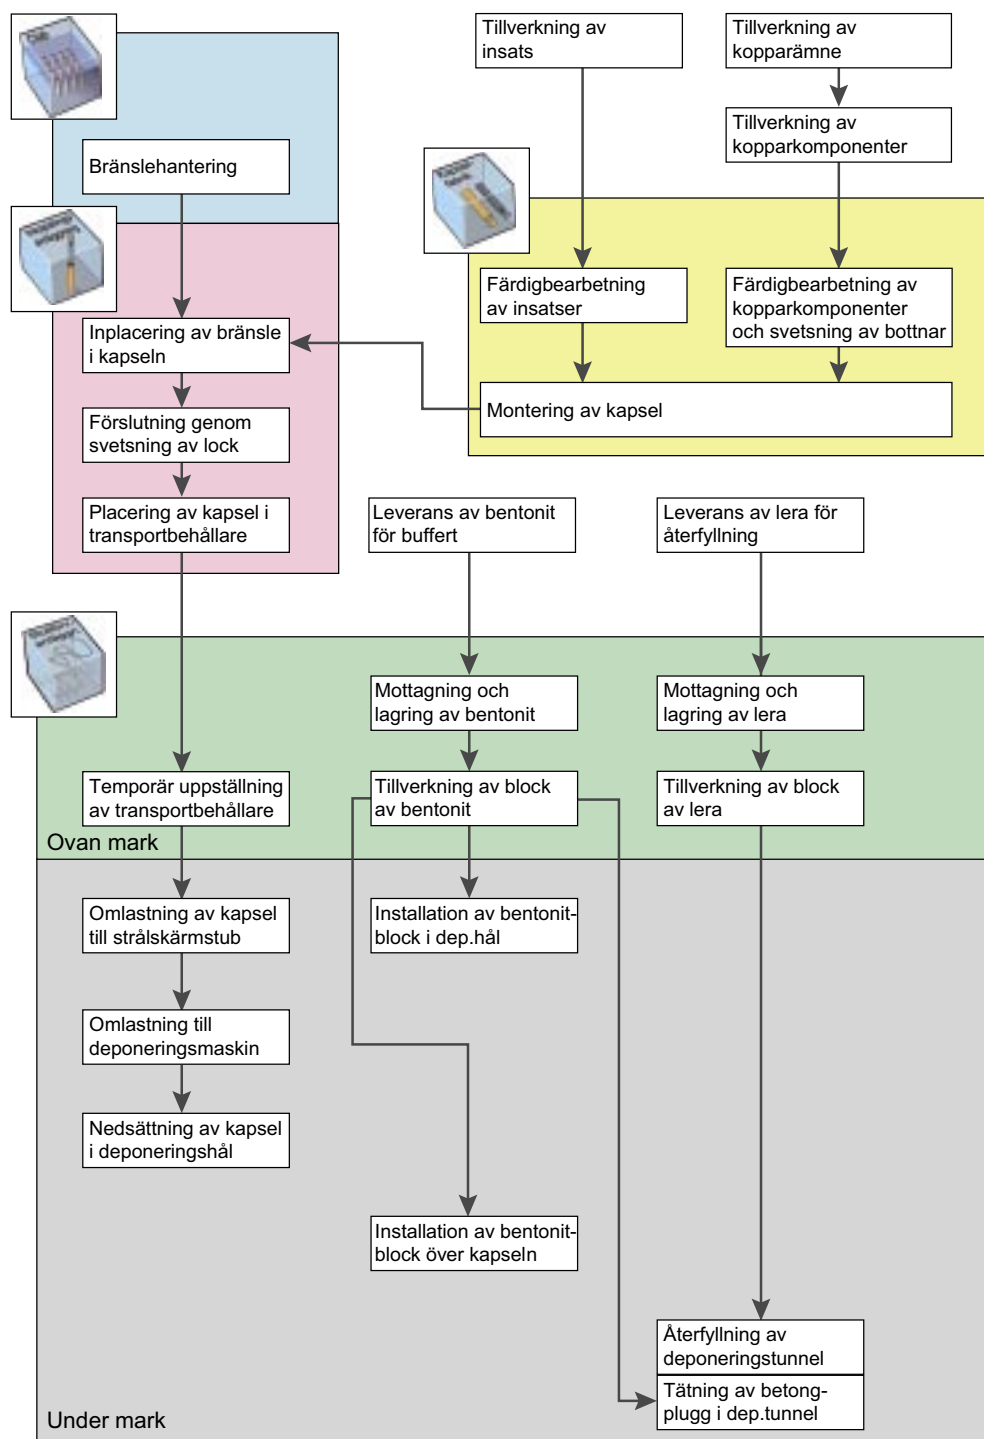 Tillverkning av
insats
Tillverkning av
kopparämne
Tillverkning av
kopparkomponenter
Bränslehantering
Färdigbearbetning
av insatser
Färdigbearbetning av
kopparkomponenter
och svetsning av bottnar
Inplacering av bränsle
i kapseln
Montering av kapsel
Förslutning genom
svetsning av lock
Placering av kapsel i
transportbehållare
Leverans av bentonit
för buffert
Leverans av lera för
återfyllning
Mottagning och
lagring av bentonit
Mottagning och
lagring av lera
Temporär uppställning
av transportbehållare
Tillverkning av block
av bentonit
Tillverkning av block
av lera
Ovan mark
Omlastning av kapsel
till strålskärmstub
Installation av bentonit-
block i dep.hål
Omlastning till
deponeringsmaskin
Nedsättning av kapsel
i deponeringshål
Installation av bentonit-
block över kapseln
Återfyllning av
deponeringstunnel
Tätning av betong-
plugg i dep.tunnel
Under mark